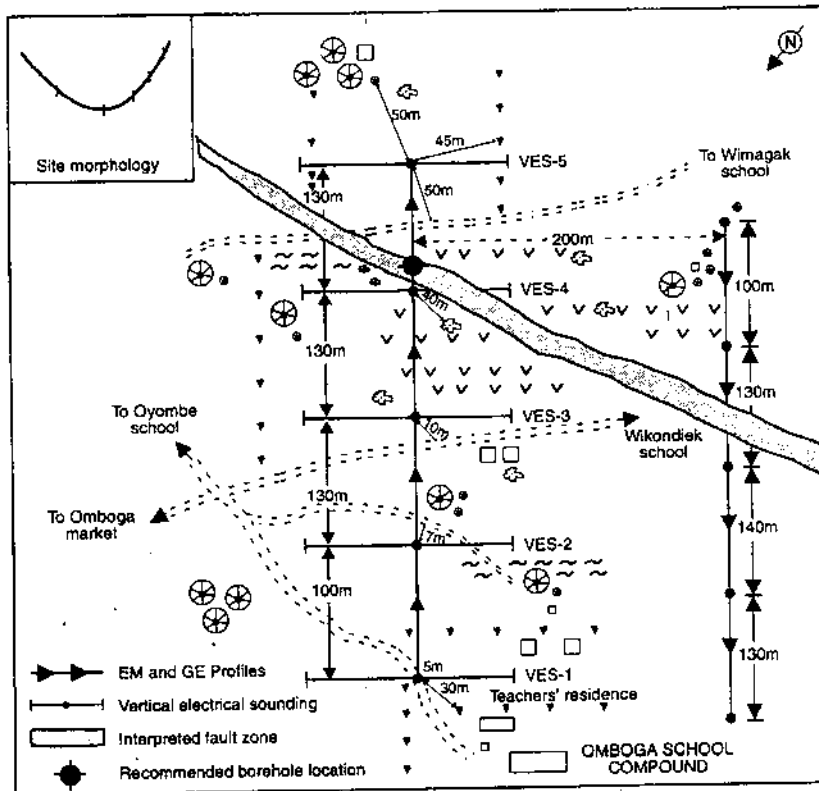 N
Site morphology
50m
45m
VES-5
To Wimagak
school
130m
50m
200m
VES-4
40m
100m
130m
To Oyombe
school
VES-3
10m
130m
Wikondiek
school
To Omboga
market
130m
7m
VES-2
140m
100m
130m
5m
VES-1
30m
Teachers' residence
EM and GE Profiles
Vertical electrical sounding
Interpreted fault zone
Recommended borehole location
OMBOGA SCHOOL
COMPOUND